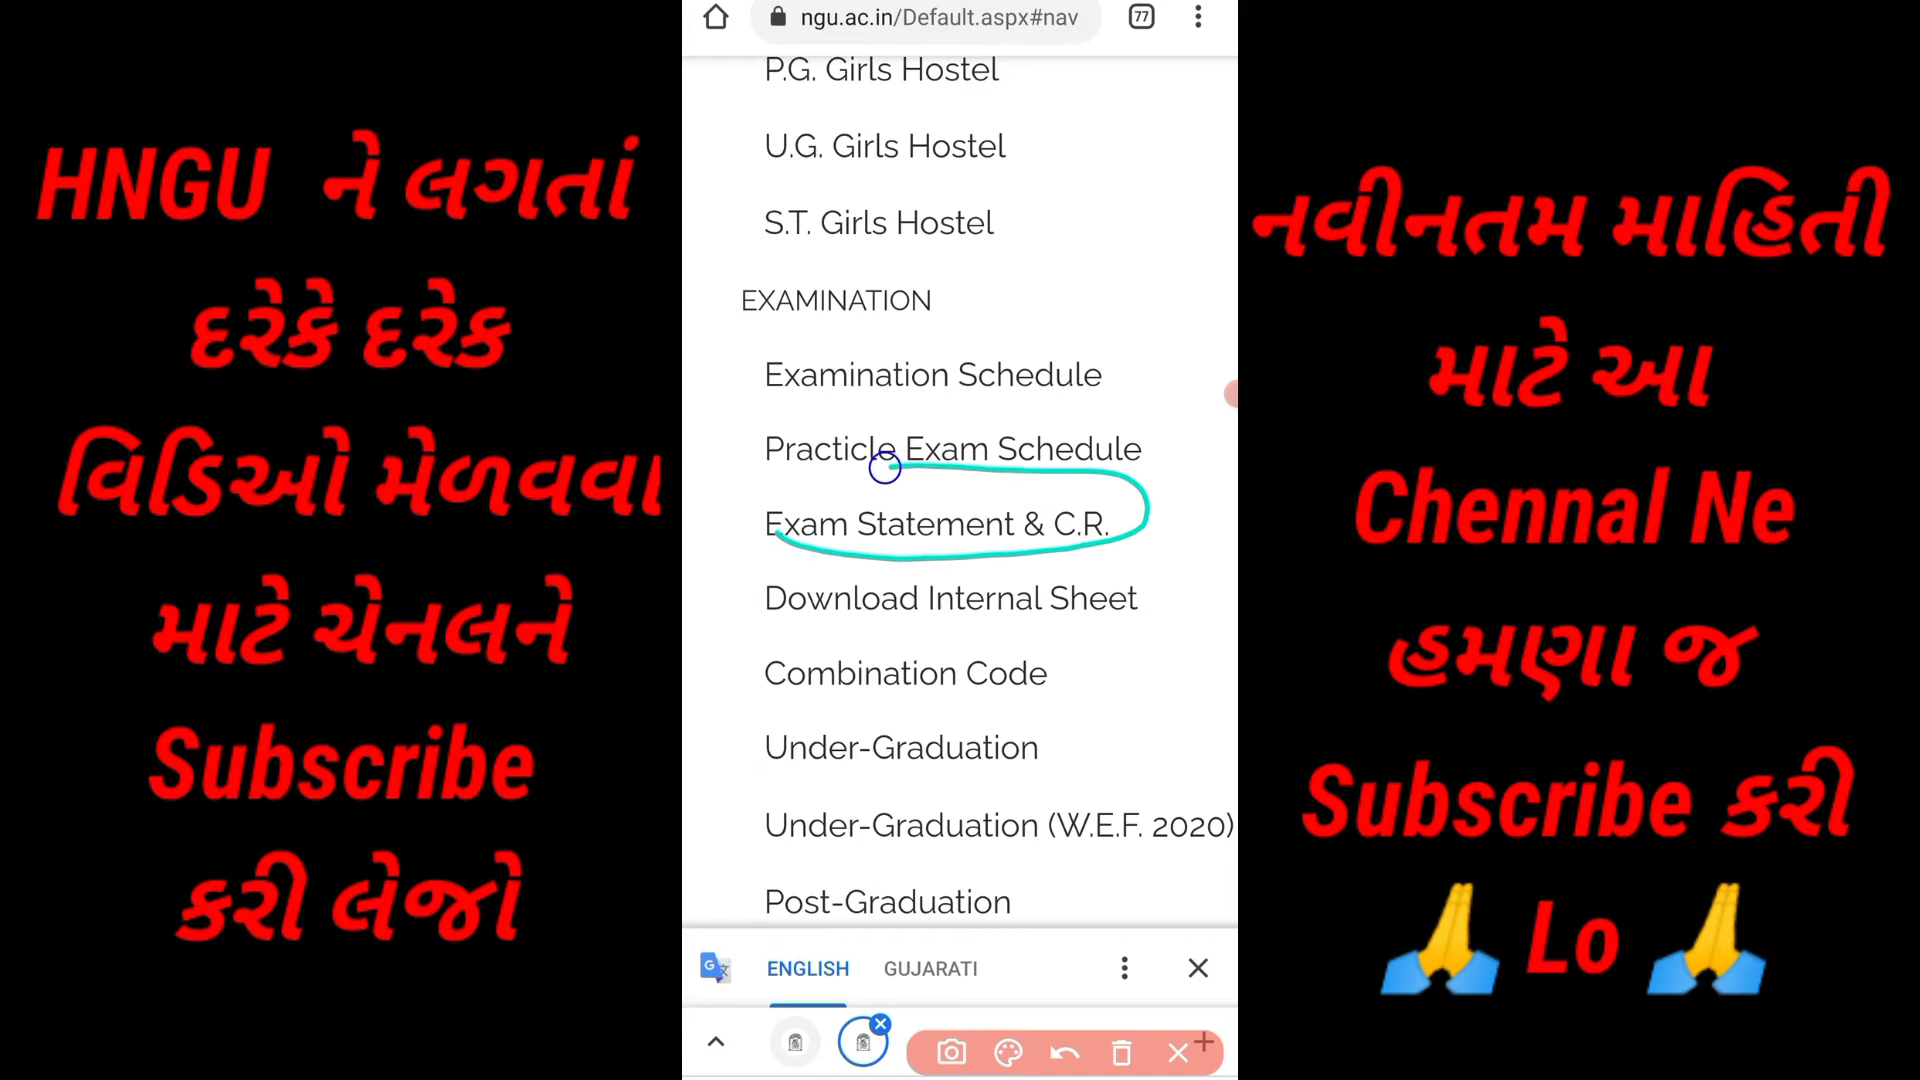 HNGU ને લગતાં
દરેકે દરેક
વિડિઓ મેળવવા
માટે ચેનલને
Subscribe
કરી લેજો
ngu.ac.in/Default.aspx#nav
77
P.G. Girls Hostel
U.G. Girls Hostel
S.T. Girls Hostel
EXAMINATION
Examination Schedule
Practicle Exam Schedule
Exam Statement & C.R.
Download Internal Sheet
Combination Code
Under-Graduation
Under-Graduation (W.E.F. 2020)
Post-Graduation
ENGLISH GUJARATI
નવીનતમ માહિતી
માટે આ
Chennal Ne
હમણા જ
Subscribe કરી
🙏 Lo 🙏